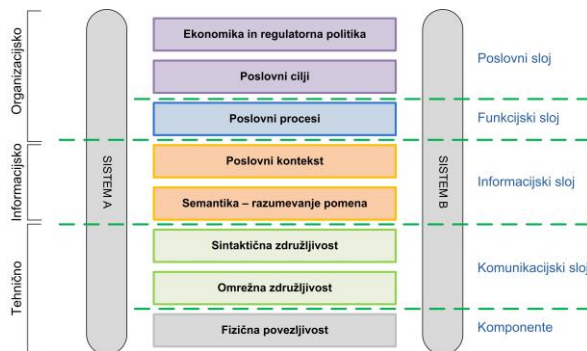 Organizacijsko
Informacijsko
Tehnično
SISTEM A
Ekonomika in regulatorna politika
Poslovni cilji
Poslovni procesi
Poslovni kontekst
Semantika – razumevanje pomena
Sintaktična združljivost
Omrežna združljivost
Fizična povezljivost
SISTEM B
Poslovni sloj
Funkcijski sloj
Informacijski sloj
Komunikacijski sloj
Komponente